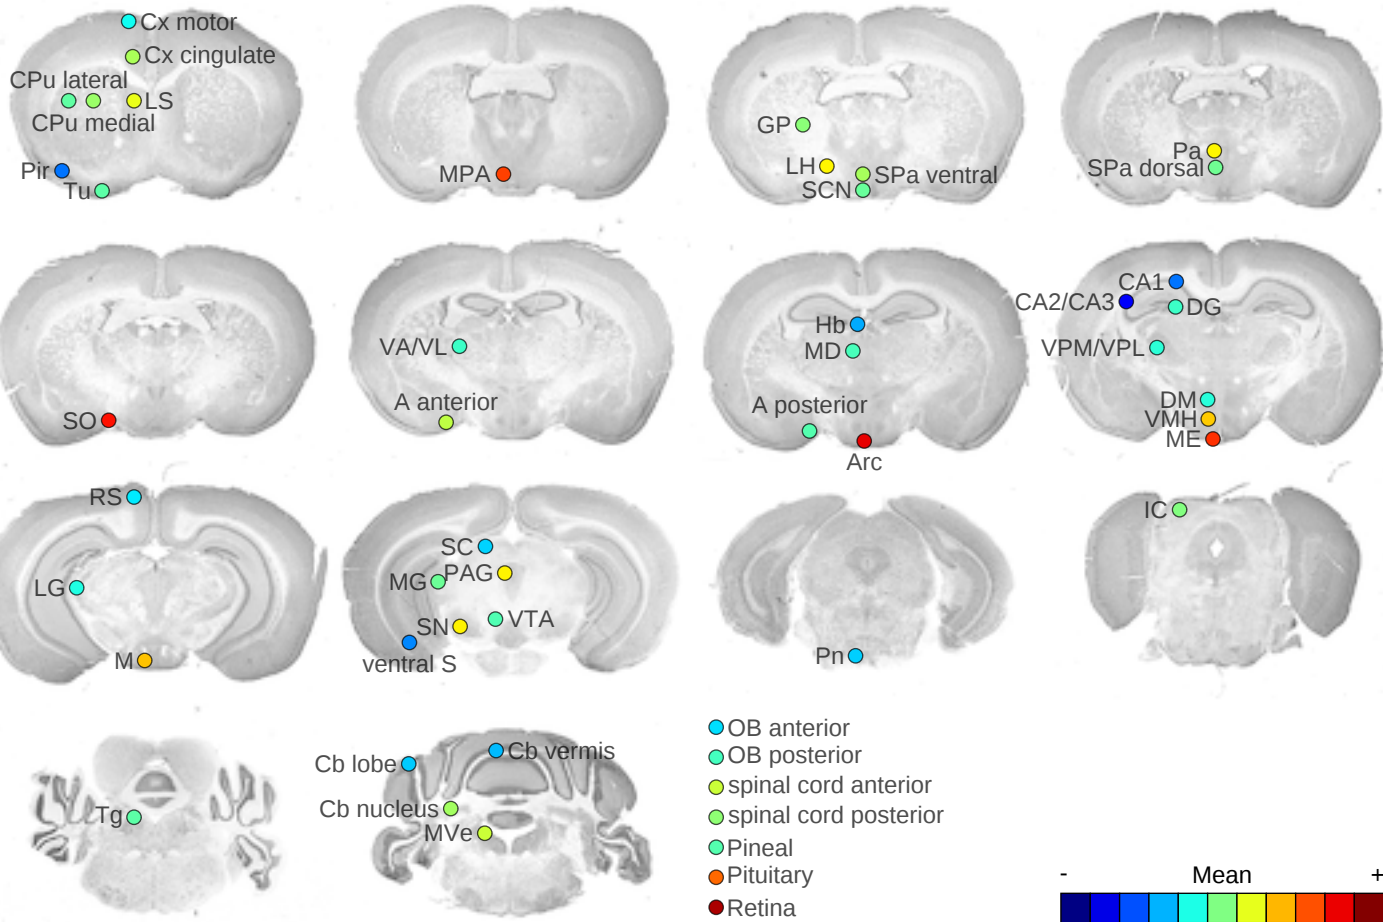 Cx motor
Cx cingulate
CPu lateral
LS
CPu medial
Pir
Tu
MPA
GP
LH
SPa ventral
SCN
Pa
SPa dorsal
SO
VA/VL
A anterior
Hb
MD
A posterior
Arc
CA1
CA2/CA3
DG
VPM/VPL
DM
VMH
ME
RS
LG
M
SC
MG
PAG
SN
VTA
ventral S
Pn
IC
Tg
Cb lobe
Cb vermis
Cb nucleus
MVe
OB anterior
OB posterior
spinal cord anterior
spinal cord posterior
Pineal
Pituitary
Retina
- Mean +